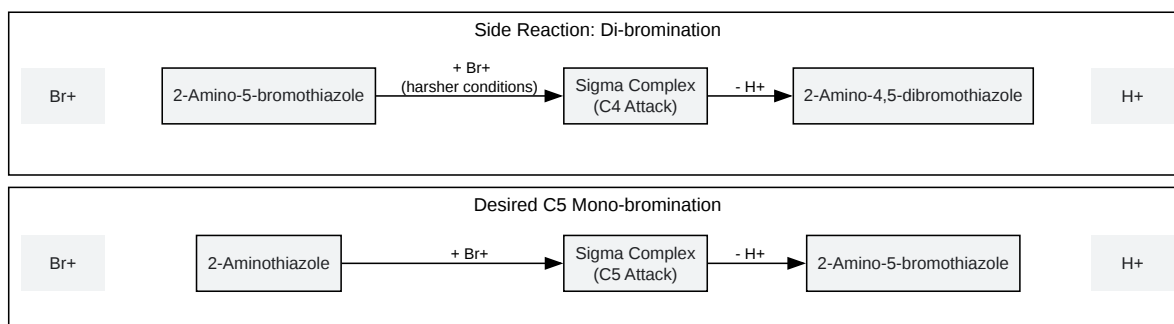 Side Reaction: Di-bromination
Br+
2-Amino-5-bromothiazole
+ Br+
(harsher conditions)
Sigma Complex
(C4 Attack)
- H+
2-Amino-4,5-dibromothiazole
H+
Desired C5 Mono-bromination
Br+
2-Aminothiazole
+ Br+
Sigma Complex
(C5 Attack)
- H+
2-Amino-5-bromothiazole
H+